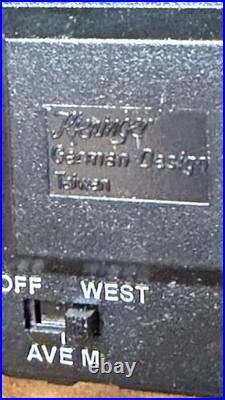 German Design
Taiwan
OFF WEST
AVE M